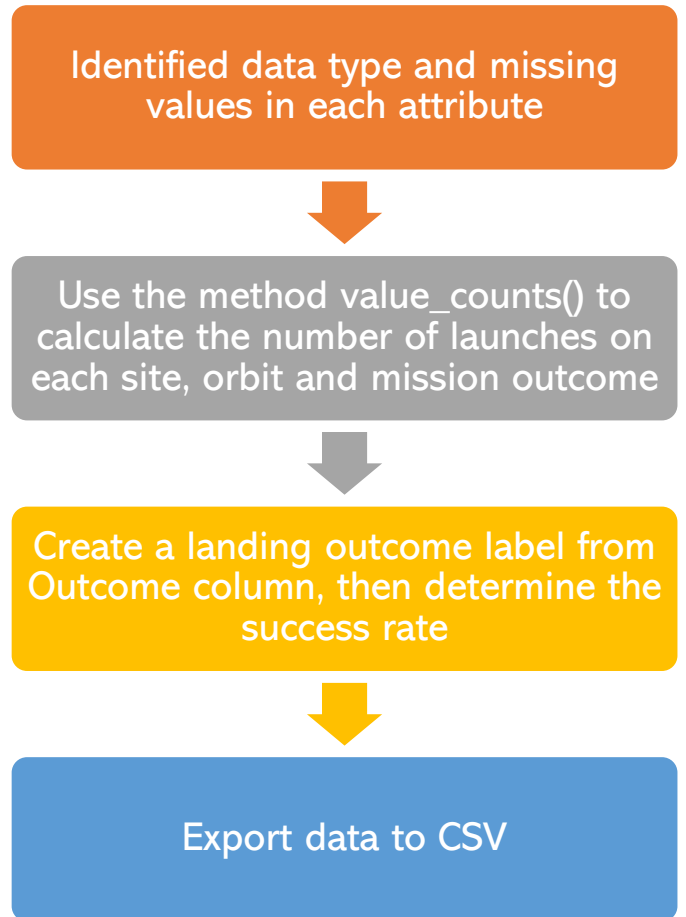 Identified data type and missing
values in each attribute
Use the method value_counts() to
calculate the number of launches on
each site, orbit and mission outcome
Create a landing outcome label from
Outcome column, then determine the
success rate
Export data to CSV